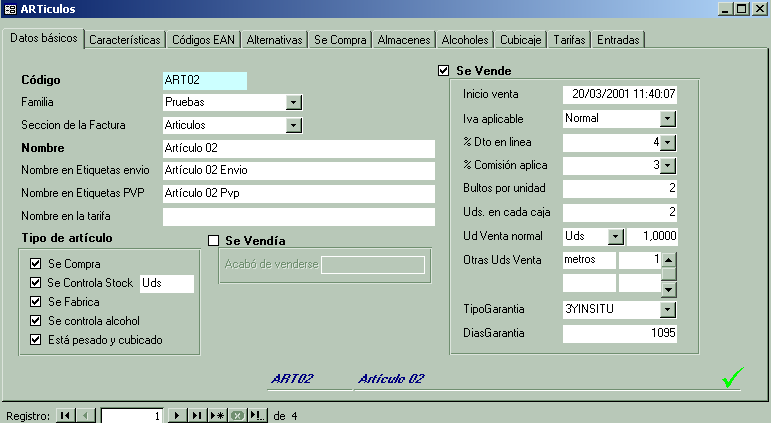 ARTiculos
Datos básicos Características Códigos EAN Alternativas Se Compra Almacenes Alcoholes Cubicaje Tarifas Entradas
Código ART02
Familia Pruebas
Seccion de la Factura Articulos
Nombre Artículo 02
Nombre en Etiquetas envio Artículo 02 Envio
Nombre en Etiquetas PVP Artículo 02 Pvp
Nombre en la tarifa
Tipo de artículo
Se Compra
Se Controla Stock Uds
Se Fabrica
Se controla alcohol
Está pesado y cubicado
Se Vendía
Acabó de venderse
Se Vende
Inicio venta 20/03/2001 11:40:07
Iva aplicable Normal
% Dto en linea 4
% Comisión aplica 3
Bultos por unidad 2
Uds. en cada caja 2
Ud Venta normal Uds 1,0000
Otras Uds Venta metros 1
TipoGarantia 3YINSITU
DiasGarantia 1095
ART02 Artículo 02
Registro: 1 de 4